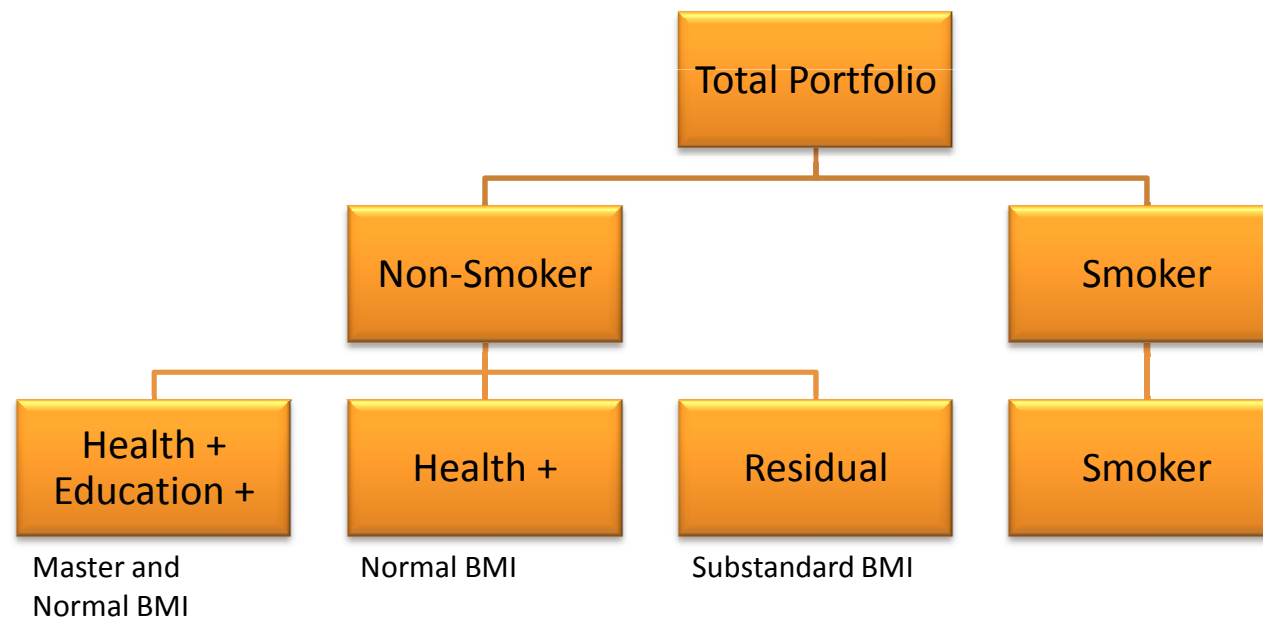 Total Portfolio
Non-Smoker
Smoker
Health +
Education +
Health +
Residual
Smoker
Master and
Normal BMI
Normal BMI
Substandard BMI